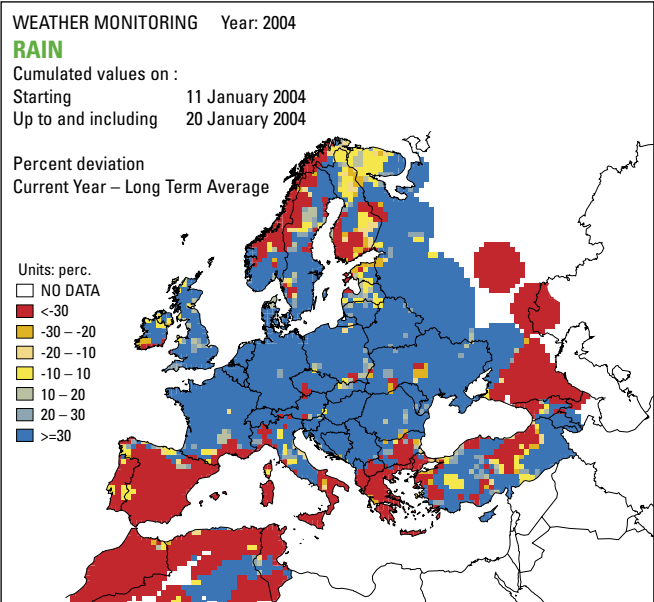 WEATHER MONITORING Year: 2004
RAIN
Cumulated values on :
Starting 11 January 2004
Up to and including 20 January 2004
Percent deviation
Current Year – Long Term Average
Units: perc.
NO DATA
<-30
-30 – -20
-20 – -10
-10 – 10
10 – 20
20 – 30
>=30